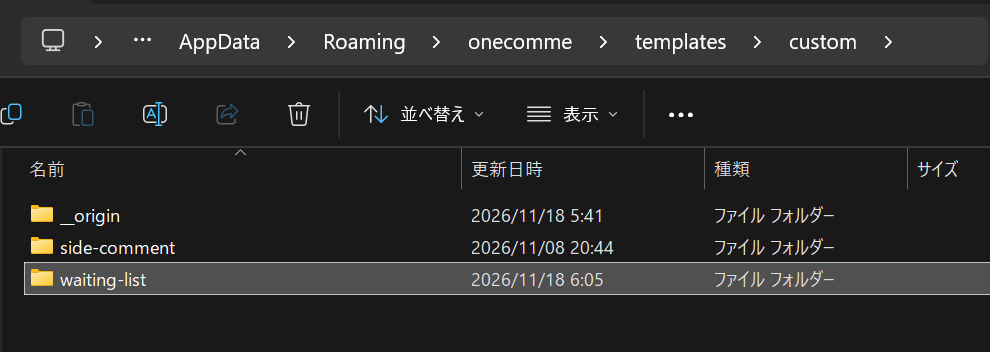 … AppData Roaming onecomme templates custom
並べ替え 表示 …
名前 更新日時 種類 サイズ
__origin 2026/11/18 5:41 ファイル フォルダー
side-comment 2026/11/08 20:44 ファイル フォルダー
waiting-list 2026/11/18 6:05 ファイル フォルダー